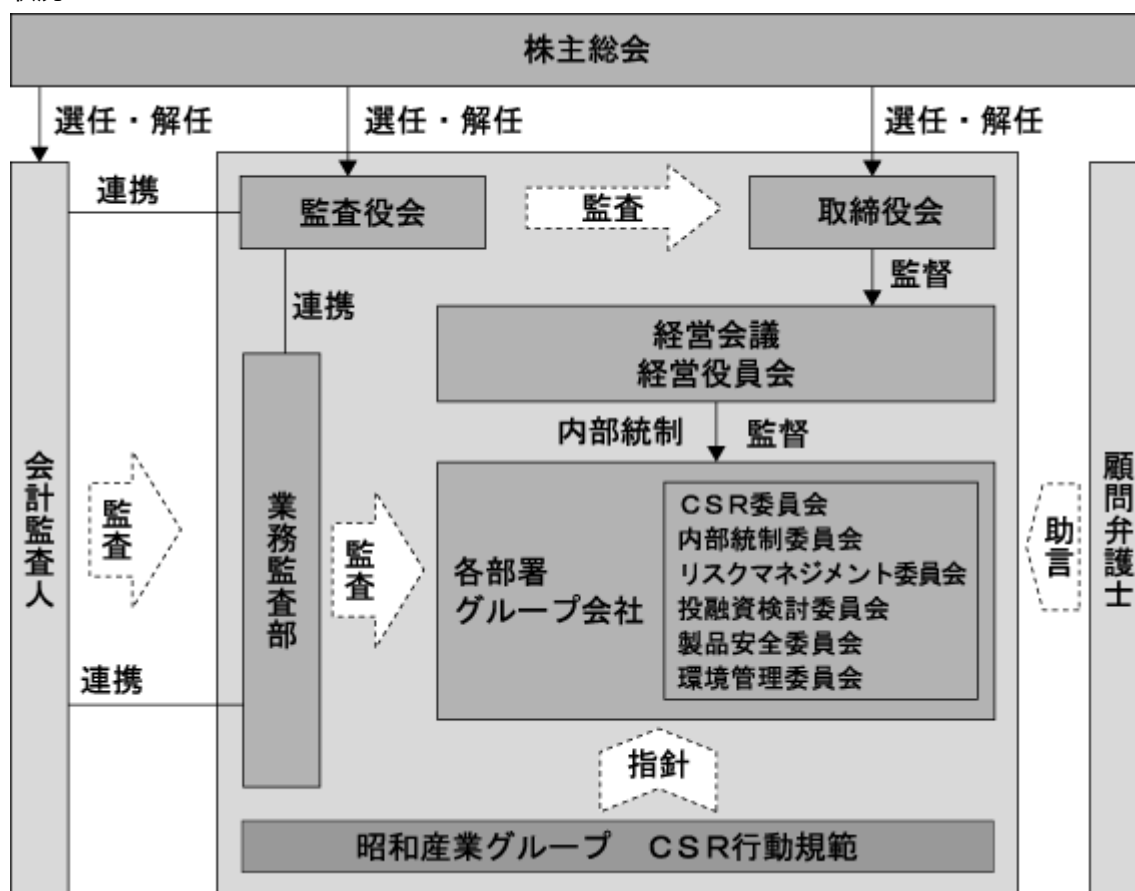 株主総会
選任・解任
選任・解任
選任・解任
連携
監査役会
監査
取締役会
監督
連携
経営会議
経営役員会
内部統制
監督
会計監査人
監査
業務監査部
監査
各部署
グループ会社
ＣＳＲ委員会
内部統制委員会
リスクマネジメント委員会
投融資検討委員会
製品安全委員会
環境管理委員会
助言
顧問弁護士
連携
指針
昭和産業グループ　ＣＳＲ行動規範